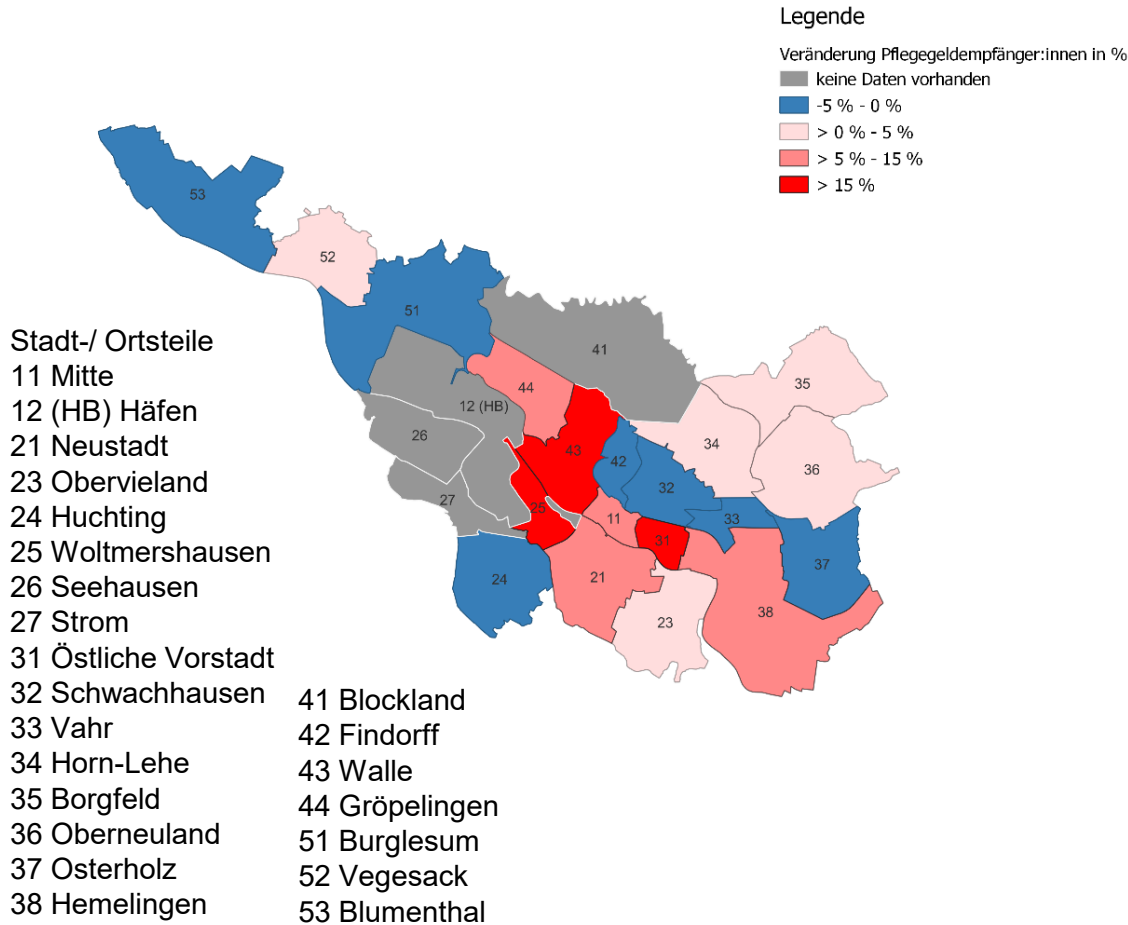 Legende
Veränderung Pflegegeldempfänger:innen in %
keine Daten vorhanden
-5 % - 0 %
> 0 % - 5 %
> 5 % - 15 %
> 15 %
53
52
51
41
35
44
12 (HB)
34
26
43
42
36
32
27
25
11
33
31
37
24
21
38
23
Stadt-/ Ortsteile
11 Mitte
12 (HB) Häfen
21 Neustadt
23 Obervieland
24 Huchting
25 Woltmershausen
26 Seehausen
27 Strom
31 Östliche Vorstadt
32 Schwachhausen
33 Vahr
34 Horn-Lehe
35 Borgfeld
36 Oberneuland
37 Osterholz
38 Hemelingen
41 Blockland
42 Findorff
43 Walle
44 Gröpelingen
51 Burglesum
52 Vegesack
53 Blumenthal